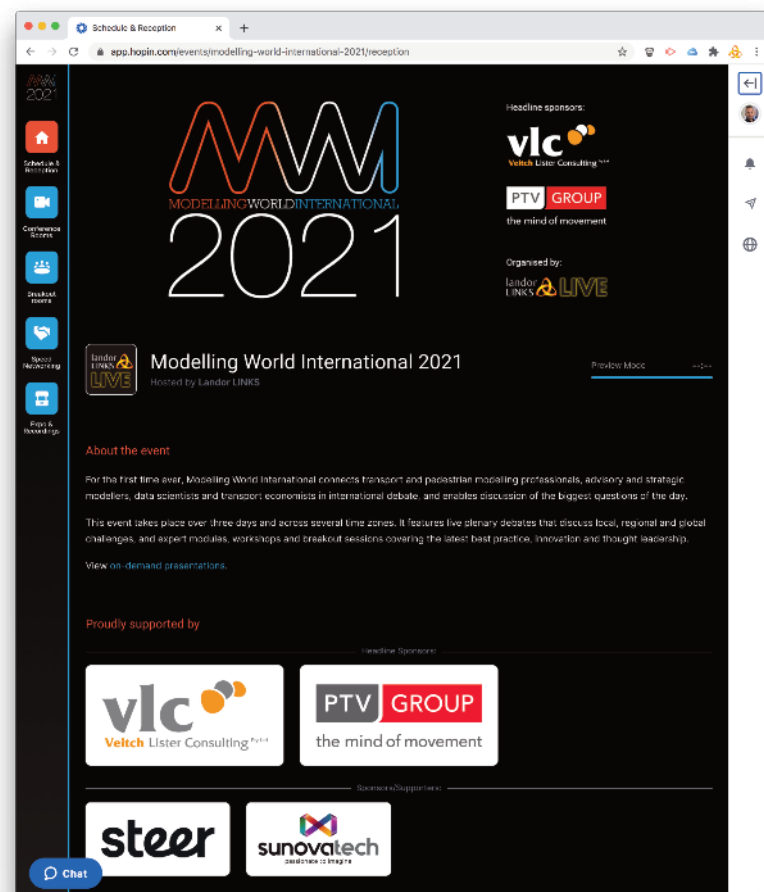 Schedule & Reception
app.hopin.com/events/modelling-world-international-2021/reception
MWI
2021
Schedule & Reception
Conference Rooms
Breakout rooms
Speed Networking
Expo & Recordings
MODELLINGWORLDINTERNATIONAL
2021
Headline sponsors:
vlc
Veitch Lister Consulting Pty Ltd
PTV GROUP
the mind of movement
Organised by:
landor LINKS LIVE
landor LINKS LIVE
Modelling World International 2021
Hosted by Landor LINKS
Preview Mode --:--
About the event
For the first time ever, Modelling World International connects transport and pedestrian modelling professionals, advisory and strategic
modellers, data scientists and transport economists in international debate, and enables discussion of the biggest questions of the day.
This event takes place over three days and across several time zones. It features live plenary debates that discuss local, regional and global
challenges, and expert modules, workshops and breakout sessions covering the latest best practice, innovation and thought leadership.
View on-demand presentations.
Proudly supported by
Headline Sponsors:
vlc
Veitch Lister Consulting Pty Ltd
PTV GROUP
the mind of movement
Sponsors/Supporters:
steer
sunovatech
passionate to imagine
Chat